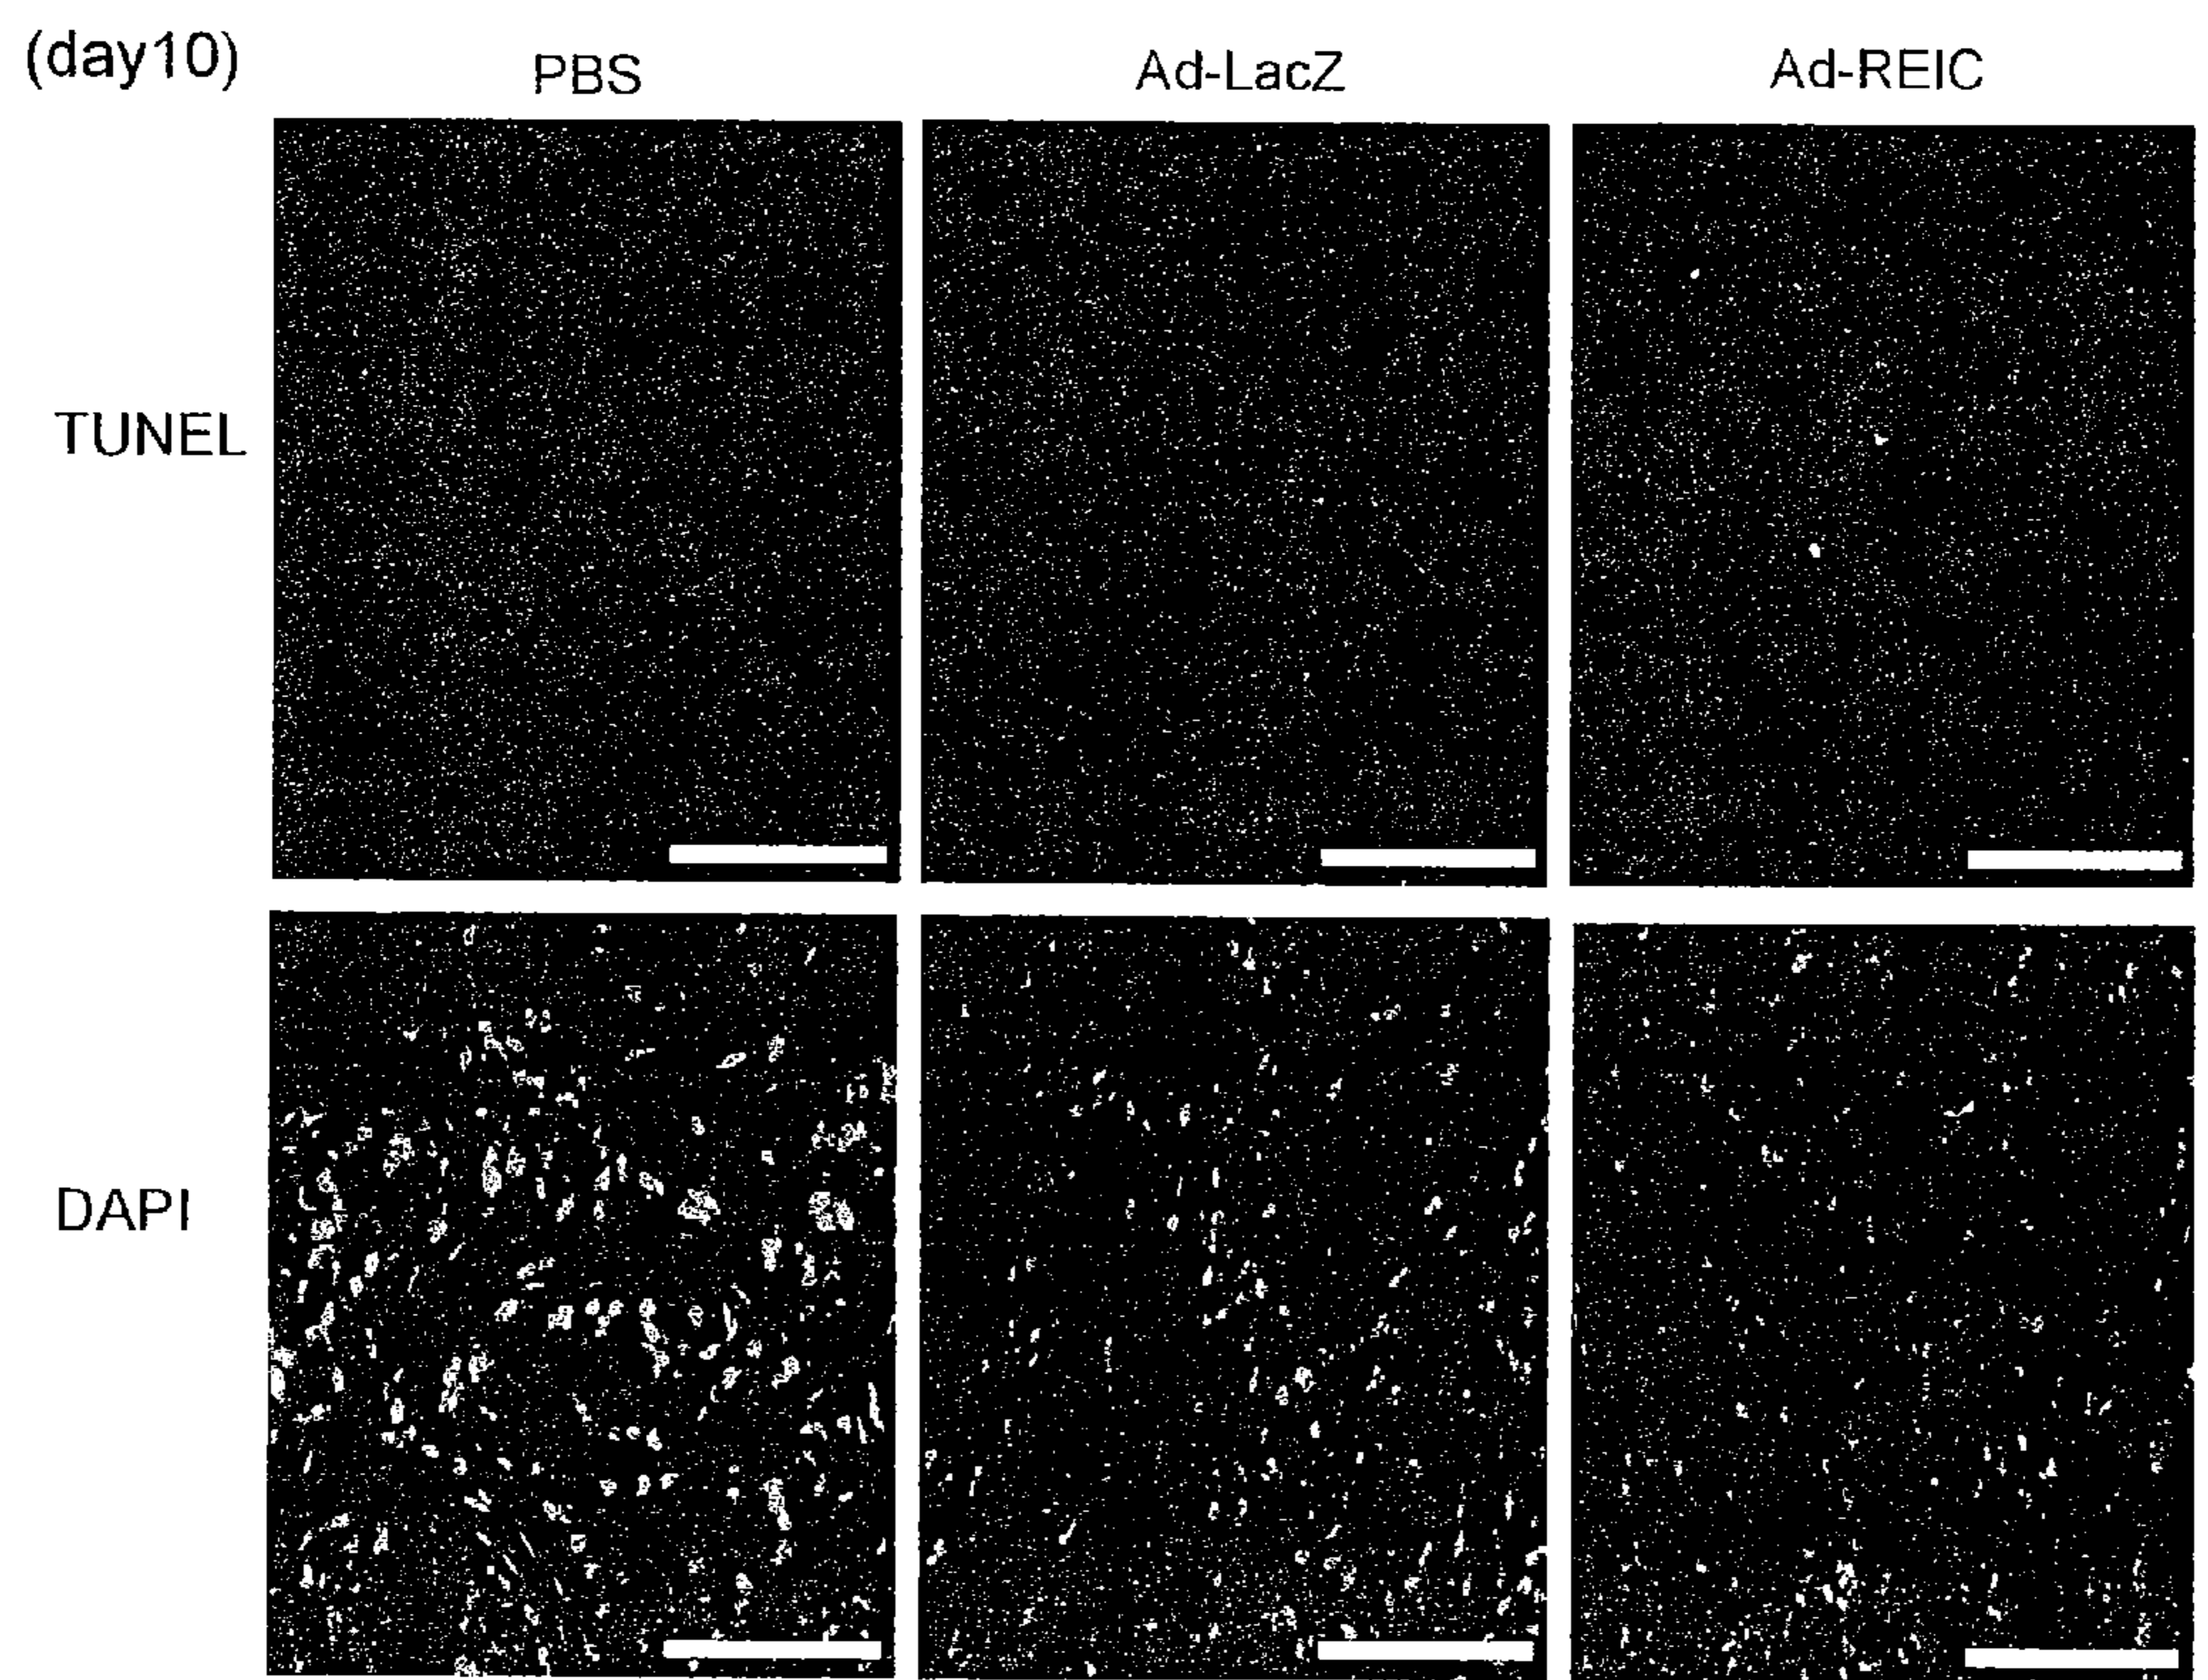 (day10)
PBS Ad-LacZ Ad-REIC
TUNEL
DAPI